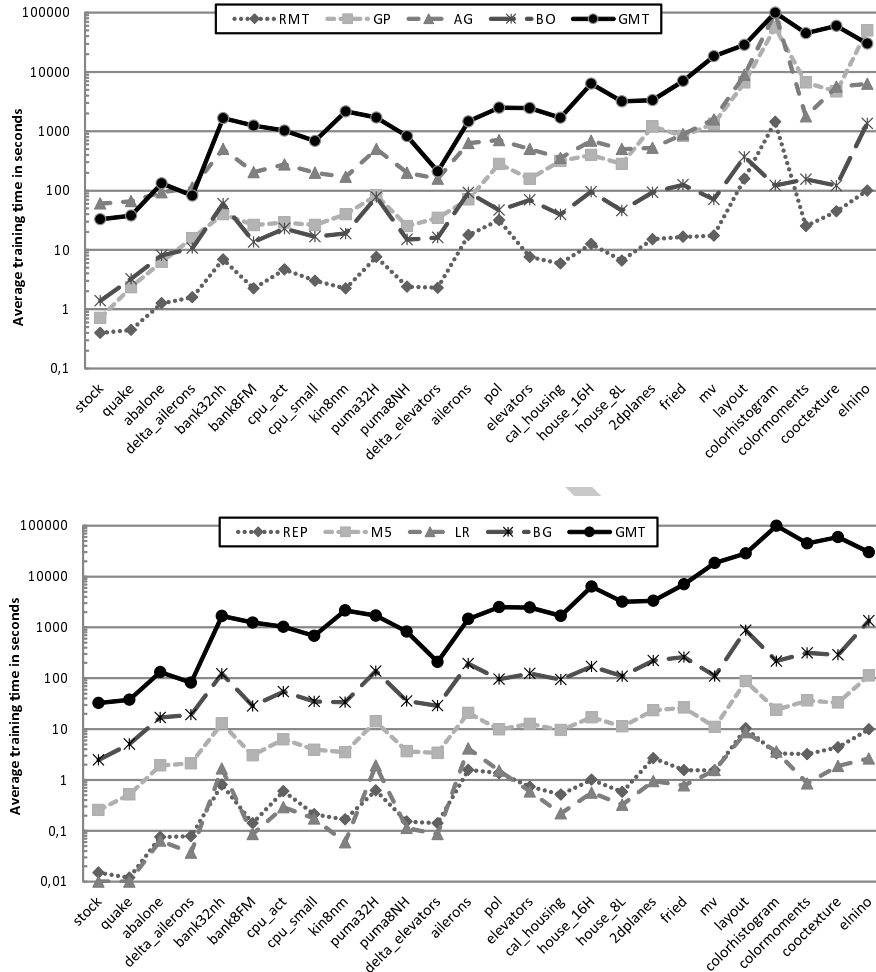 RMT GP AG BO GMT
Average training time in seconds
100000
10000
1000
100
10
1
0,1
stock
quake
abalone
delta_ailerons
bank32nh
bank8FM
cpu_act
cpu_small
kin8nm
puma32H
puma8NH
delta_elevators
ailerons
pol
elevators
cal_housing
house_16H
house_8L
2dplanes
fried
mv
layout
colorhistogram
colormoments
cooctexture
elnino
REP M5 LR BG GMT
Average training time in seconds
100000
10000
1000
100
10
1
0,1
0,01
stock
quake
abalone
delta_ailerons
bank32nh
bank8FM
cpu_act
cpu_small
kin8nm
puma32H
puma8NH
delta_elevators
ailerons
pol
elevators
cal_housing
house_16H
house_8L
2dplanes
fried
mv
layout
colorhistogram
colormoments
cooctexture
elnino